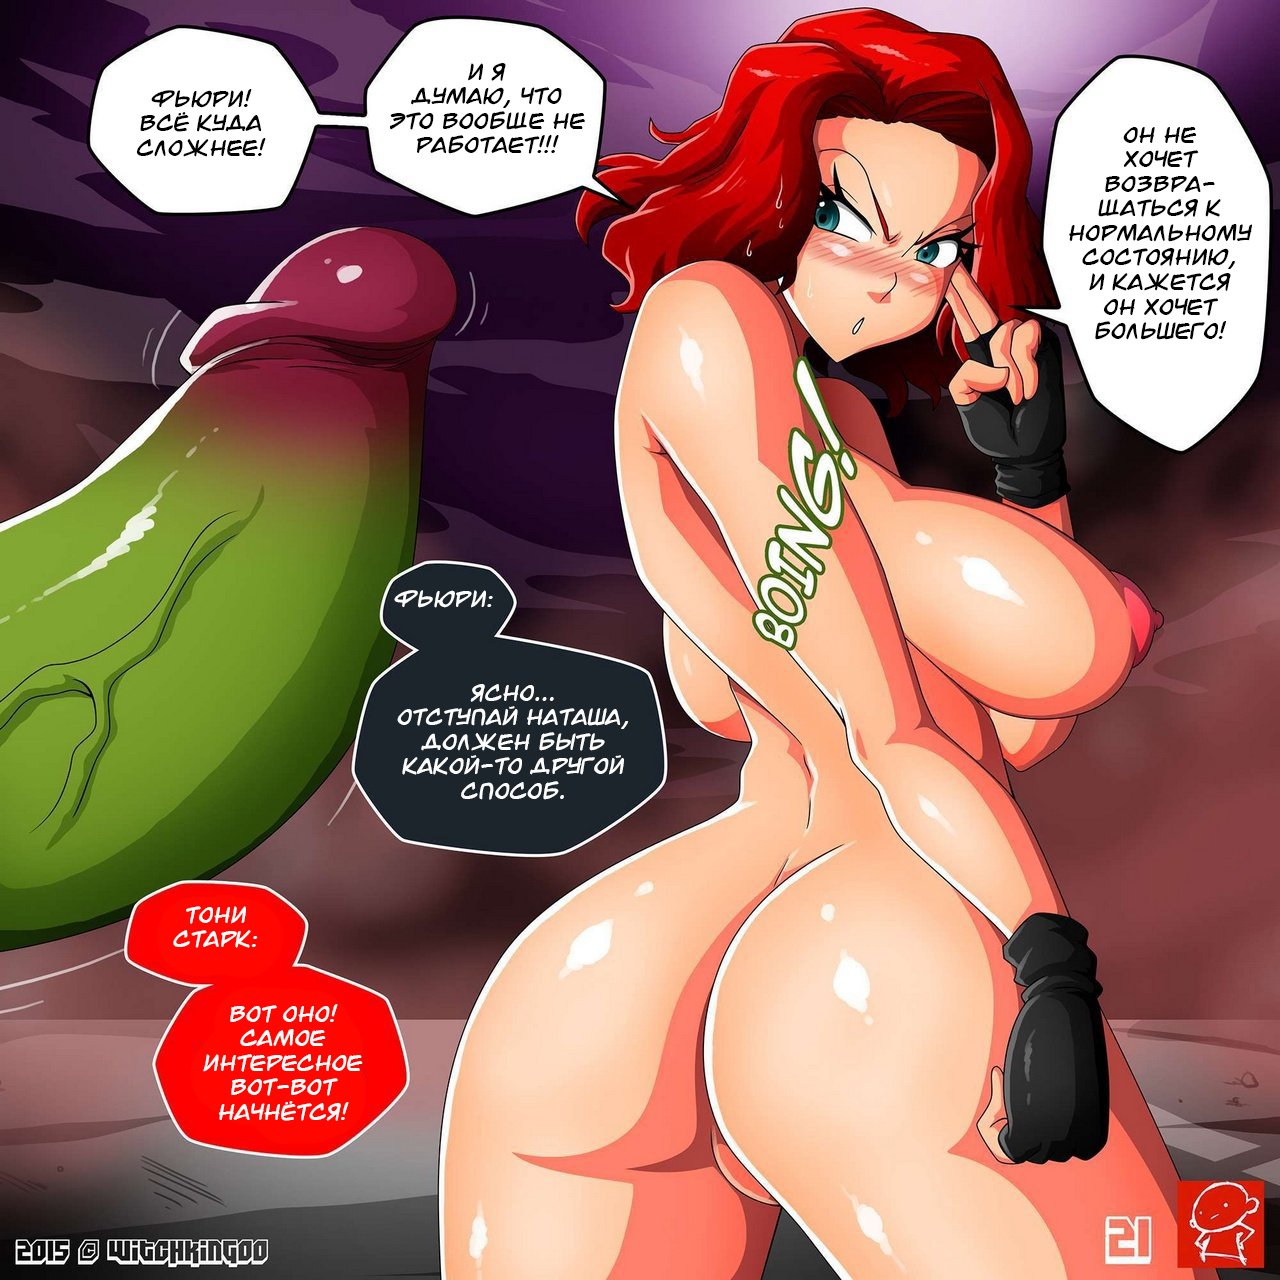 ФЬЮРИ!
ВСЁ КУДА
СЛОЖНЕЕ!
И Я
ДУМАЮ, ЧТО
ЭТО ВООБЩЕ НЕ
РАБОТАЕТ!!!
ОН НЕ
ХОЧЕТ
ВОЗВРА-
ЩАТЬСЯ К
НОРМАЛЬНОМУ
СОСТОЯНИЮ,
И КАЖЕТСЯ
ОН ХОЧЕТ
БОЛЬШЕГО!
BOING!
ФЬЮРИ:
ЯСНО...
ОТСТУПАЙ НАТАША,
ДОЛЖЕН БЫТЬ
КАКОЙ-ТО ДРУГОЙ
СПОСОБ.
ТОНИ
СТАРК:
ВОТ ОНО!
САМОЕ
ИНТЕРЕСНОЕ
ВОТ-ВОТ
НАЧНЁТСЯ!
2015 © WITCHKING00
21